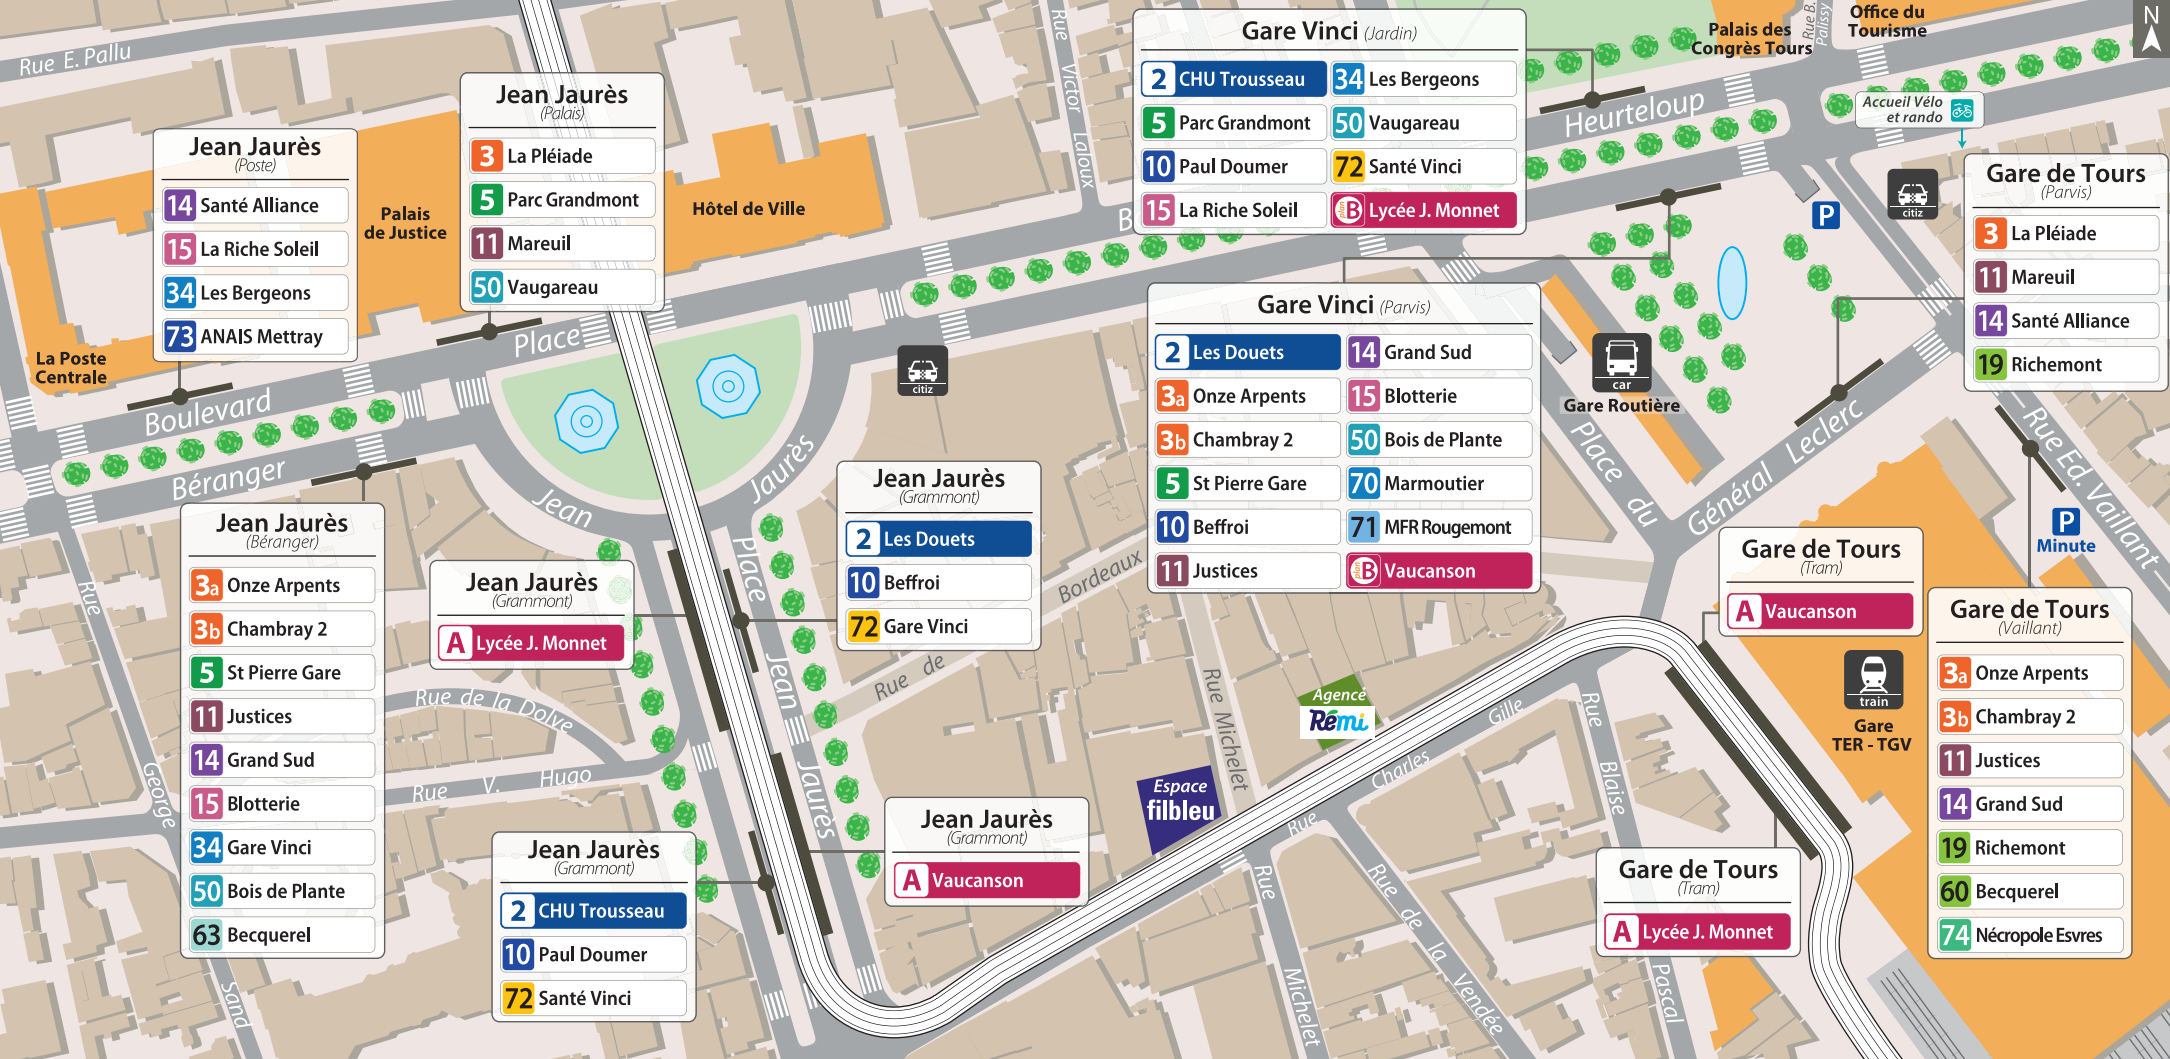 Rue E. Pallu
Jean Jaurès
(Poste)
14 Santé Alliance
15 La Riche Soleil
34 Les Bergeons
73 ANAIS Mettray
La Poste
Centrale
Palais
de Justice
Jean Jaurès
(Palais)
3 La Pléiade
5 Parc Grandmont
11 Mareuil
50 Vaugareau
Hôtel de Ville
Rue Victor Laloux
Gare Vinci (Jardin)
2 CHU Trousseau
5 Parc Grandmont
10 Paul Doumer
15 La Riche Soleil
34 Les Bergeons
50 Vaugareau
72 Santé Vinci
plan B Lycée J. Monnet
Palais des
Congrès Tours
Rue B.
Palissy
Office du
Tourisme
N
Heurteloup
Accueil Vélo
et rando
citiz
P
Gare de Tours
(Parvis)
3 La Pléiade
11 Mareuil
14 Santé Alliance
19 Richemont
Boulevard
Béranger
Place
Jean
Jaurès
citiz
Gare Vinci (Parvis)
2 Les Douets
3a Onze Arpents
3b Chambray 2
5 St Pierre Gare
10 Beffroi
11 Justices
14 Grand Sud
15 Blotterie
50 Bois de Plante
70 Marmoutier
71 MFR Rougemont
plan B Vaucanson
car
Gare Routière
Place du
Général Leclerc
Rue Ed. Vaillant
P
Minute
Jean Jaurès
(Béranger)
3a Onze Arpents
3b Chambray 2
5 St Pierre Gare
11 Justices
14 Grand Sud
15 Blotterie
34 Gare Vinci
50 Bois de Plante
63 Becquerel
Jean Jaurès
(Grammont)
A Lycée J. Monnet
Jean Jaurès
(Grammont)
2 Les Douets
10 Beffroi
72 Gare Vinci
Place
Jean
Jaurès
Rue de Bordeaux
Rue de la Dolve
Rue V. Hugo
Rue George Sand
Jean Jaurès
(Grammont)
2 CHU Trousseau
10 Paul Doumer
72 Santé Vinci
Jean Jaurès
(Grammont)
A Vaucanson
Espace
filbleu
Agence
Rémi
Rue Michelet
Rue Charles Gille
Rue Michelet
Rue de la Vendée
Rue Blaise Pascal
Gare de Tours
(Tram)
A Vaucanson
train
Gare
TER - TGV
Gare de Tours
(Tram)
A Lycée J. Monnet
Gare de Tours
(Vaillant)
3a Onze Arpents
3b Chambray 2
11 Justices
14 Grand Sud
19 Richemont
60 Becquerel
74 Nécropole Esvres